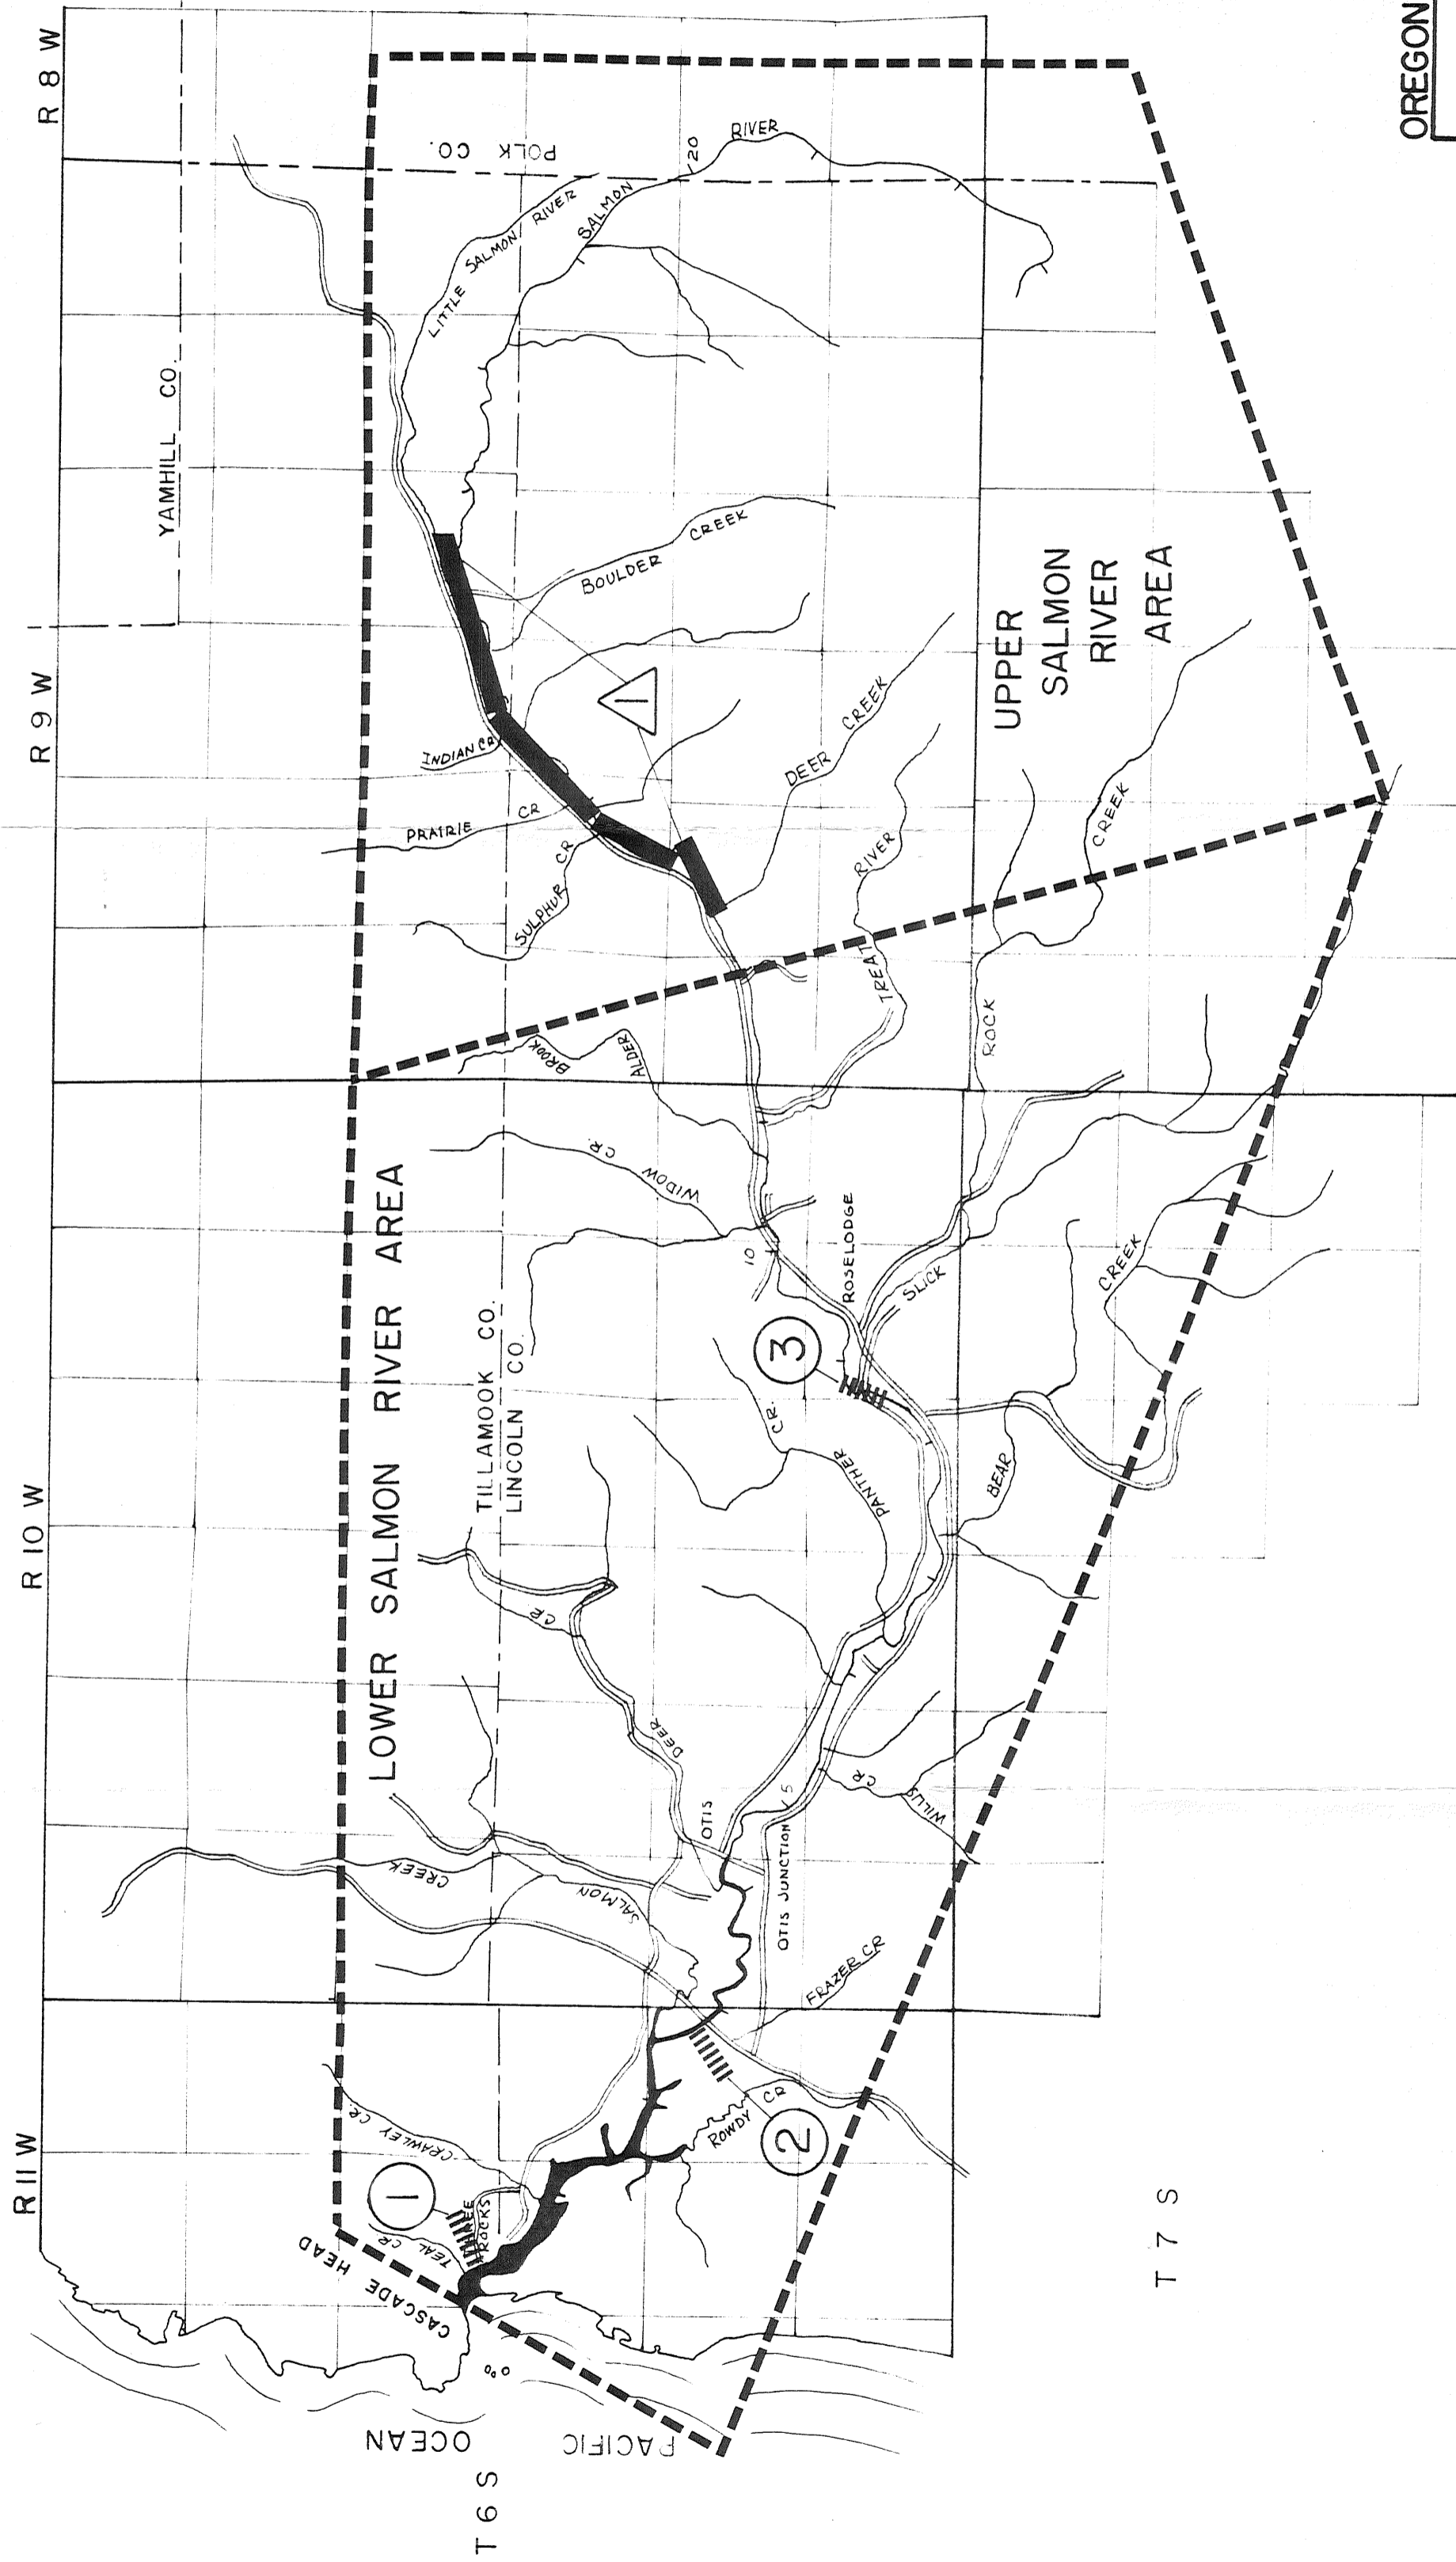 R 11 W
R 10 W
R 9 W
R 8 W
YAMHILL CO.
POLK CO.
TILLAMOOK CO.
LINCOLN CO.
LOWER SALMON RIVER AREA
UPPER
SALMON
RIVER
AREA
PACIFIC
OCEAN
CASCADE HEAD
T 6 S
T 7 S
OREGON
1
TEAL CR.
THREE
ROCKS
CRAWLEY CR.
2
ROWDY CR
FRAZER CR
SALMON CREEK
OTIS
OTIS JUNCTION
5
DEER CR.
WILLIS CR
PANTHER CR.
BEAR CREEK
3
ROSELODGE
SLICK
ROCK CREEK
10
WIDOW CR.
ALDER BROOK
TREAT RIVER
DEER CREEK
SULPHUR CR
PRAIRIE CR
INDIAN CR
1
BOULDER CREEK
LITTLE SALMON RIVER
SALMON RIVER
20